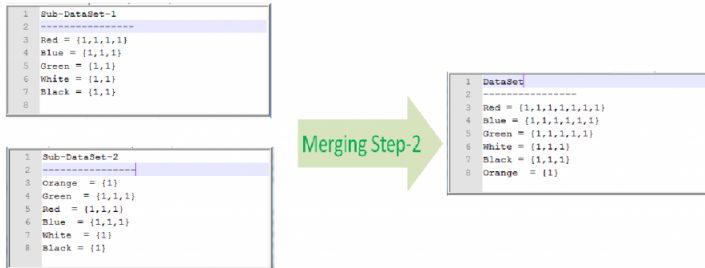 1 Sub-DataSet-1
2 ----------------
3 Red = {1,1,1,1}
4 Blue = {1,1,1}
5 Green = {1,1}
6 White = {1,1}
7 Black = {1,1}
8
1 Sub-DataSet-2
2 ----------------
3 Orange = {1}
4 Green = {1,1,1}
5 Red = {1,1,1}
6 Blue = {1,1,1}
7 White = {1}
8 Black = {1}
Merging Step-2
1 DataSet
2 ----------------
3 Red = {1,1,1,1,1,1,1}
4 Blue = {1,1,1,1,1,1}
5 Green = {1,1,1,1,1}
6 White = {1,1,1}
7 Black = {1,1,1}
8 Orange = {1}